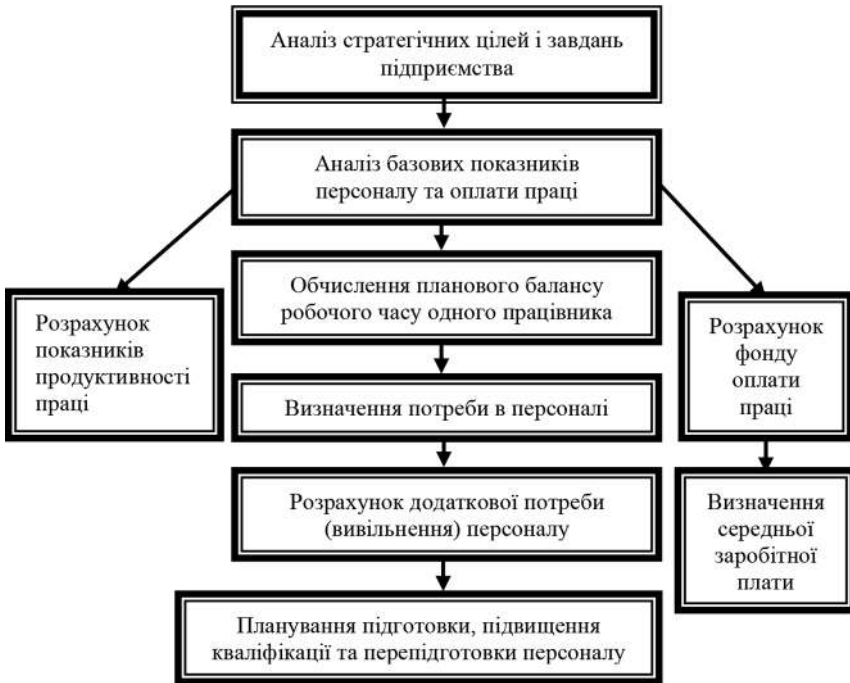 Аналіз стратегічних цілей і завдань
підприємства
Аналіз базових показників
персоналу та оплати праці
Обчислення планового балансу
робочого часу одного працівника
Розрахунок
показників
продуктивності
праці
Розрахунок
фонду
оплати
праці
Визначення потреби в персоналі
Розрахунок додаткової потреби
(вивільнення) персоналу
Визначення
середньої
заробітної
плати
Планування підготовки, підвищення
кваліфікації та перепідготовки персоналу